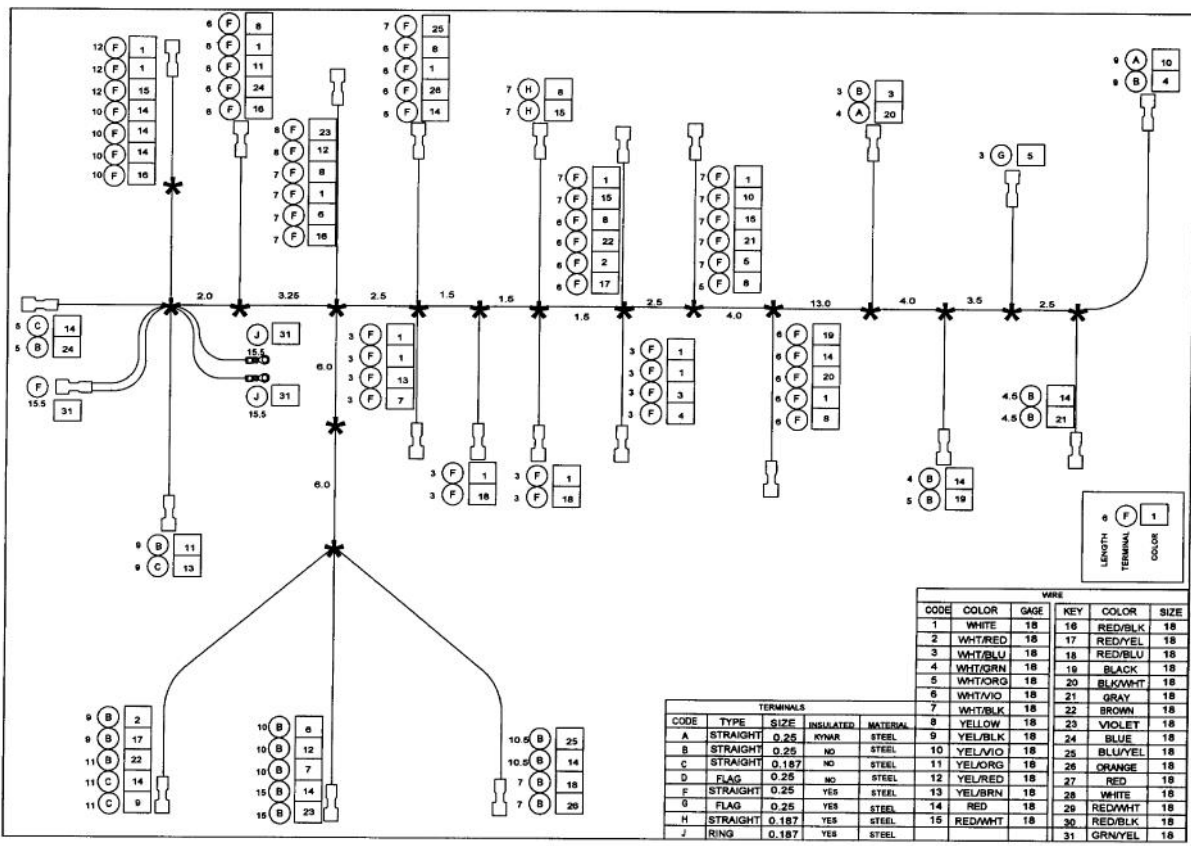 12 F 1
12 F 1
12 F 15
10 F 14
10 F 14
10 F 14
10 F 16
6 F 8
5 F 1
6 F 11
6 F 24
6 F 16
8 F 23
8 F 12
7 F 8
7 F 1
7 F 6
7 F 16
7 F 25
6 F 8
6 F 1
6 F 26
5 F 14
7 H 8
7 H 15
7 F 1
7 F 15
6 F 8
6 F 22
6 F 2
6 F 17
7 F 1
7 F 10
7 F 15
7 F 21
7 F 5
5 F 8
3 B 3
4 A 20
3 G 5
9 A 10
9 B 4
2.0 3.25 2.5 1.5 1.5 1.5 2.5 4.0 13.0 4.0 3.5 2.5
5 C 14
5 B 24
F
15.5
31
J 31
15.5
J 31
15.5
6.0
6.0
3 F 1
3 F 1
3 F 13
3 F 7
3 F 1
3 F 18
3 F 1
3 F 18
3 F 1
3 F 1
3 F 3
3 F 4
6 F 19
6 F 14
6 F 20
6 F 1
6 F 8
4 B 14
5 B 19
4.5 B 14
4.5 B 21
9 B 11
9 C 13
9 B 2
9 B 17
11 B 22
11 C 14
11 C 9
10 B 6
10 B 12
10 B 7
15 B 14
15 B 23
10.5 B 25
10.5 B 14
7 B 18
7 B 26
6 F 1
LENGTH TERMINAL COLOR
TERMINALS
CODE TYPE SIZE INSULATED MATERIAL
A STRAIGHT 0.25 KYNAR STEEL
B STRAIGHT 0.25 NO STEEL
C STRAIGHT 0.187 NO STEEL
D FLAG 0.25 NO STEEL
F STRAIGHT 0.25 YES STEEL
G FLAG 0.25 YES STEEL
H STRAIGHT 0.187 YES STEEL
J RING 0.187 YES STEEL
WIRE
CODE COLOR GAGE KEY COLOR SIZE
1 WHITE 18 16 RED/BLK 18
2 WHT/RED 18 17 RED/YEL 18
3 WHT/BLU 18 18 RED/BLU 18
4 WHT/GRN 18 19 BLACK 18
5 WHT/ORG 18 20 BLK/WHT 18
6 WHT/VIO 18 21 GRAY 18
7 WHT/BLK 18 22 BROWN 18
8 YELLOW 18 23 VIOLET 18
9 YEL/BLK 18 24 BLUE 18
10 YEL/VIO 18 25 BLU/YEL 18
11 YEL/ORG 18 26 ORANGE 18
12 YEL/RED 18 27 RED 18
13 YEL/BRN 18 28 WHITE 18
14 RED 18 29 RED/WHT 18
15 RED/WHT 18 30 RED/BLK 18
31 GRN/YEL 18